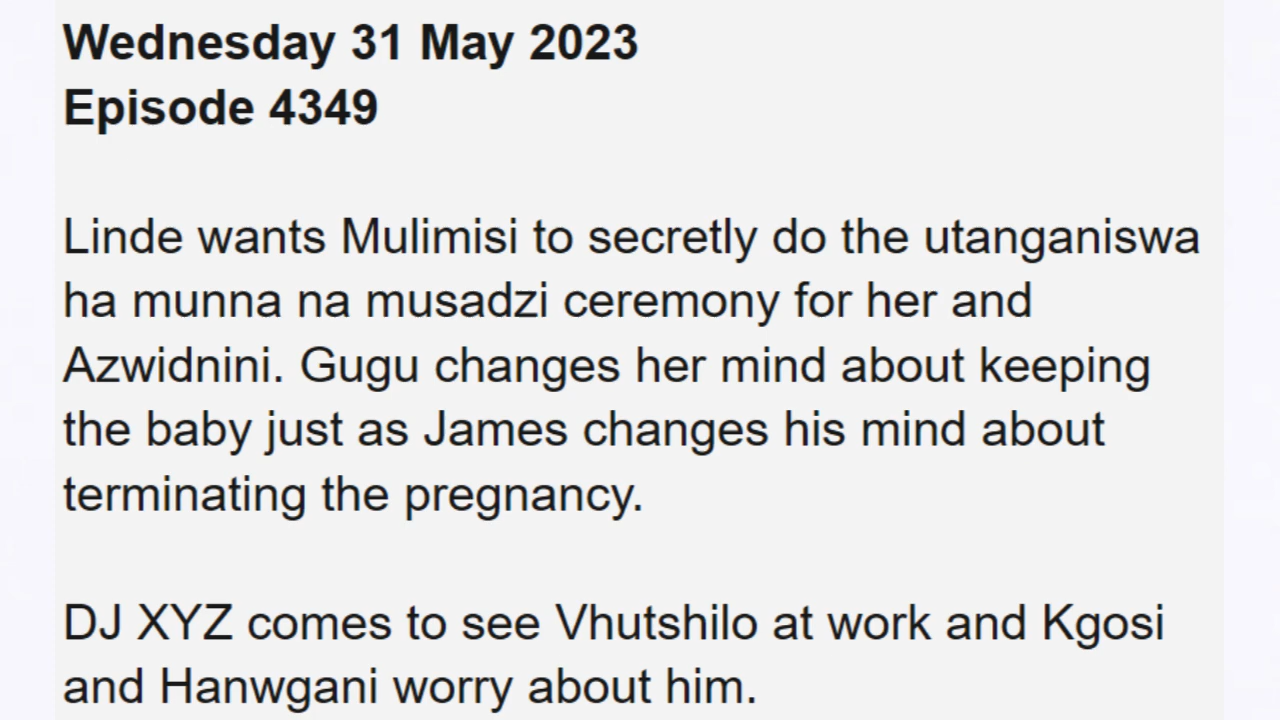 Wednesday 31 May 2023
Episode 4349
Linde wants Mulimisi to secretly do the utanganiswa
ha munna na musadzi ceremony for her and
Azwidnini. Gugu changes her mind about keeping
the baby just as James changes his mind about
terminating the pregnancy.
DJ XYZ comes to see Vhutshilo at work and Kgosi
and Hanwgani worry about him.